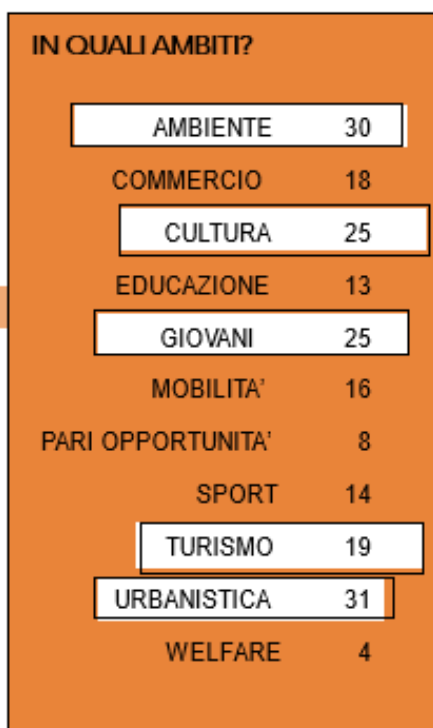 IN QUALI AMBITI?
AMBIENTE 30
COMMERCIO 18
CULTURA 25
EDUCAZIONE 13
GIOVANI 25
MOBILITA' 16
PARI OPPORTUNITA' 8
SPORT 14
TURISMO 19
URBANISTICA 31
WELFARE 4